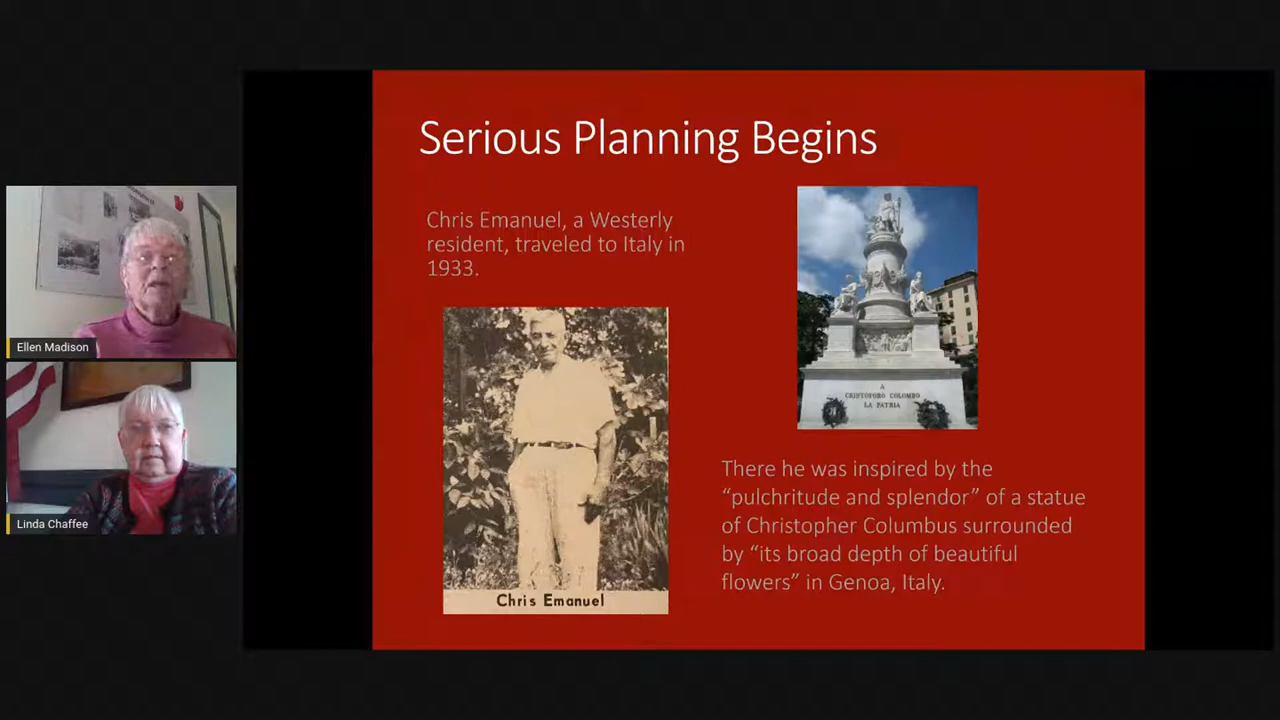 Serious Planning Begins
Chris Emanuel, a Westerly
resident, traveled to Italy in
1933.
A
CRISTOFORO COLOMBO
LA PATRIA
Chris Emanuel
There he was inspired by the
“pulchritude and splendor” of a statue
of Christopher Columbus surrounded
by “its broad depth of beautiful
flowers” in Genoa, Italy.
Ellen Madison
Linda Chaffee